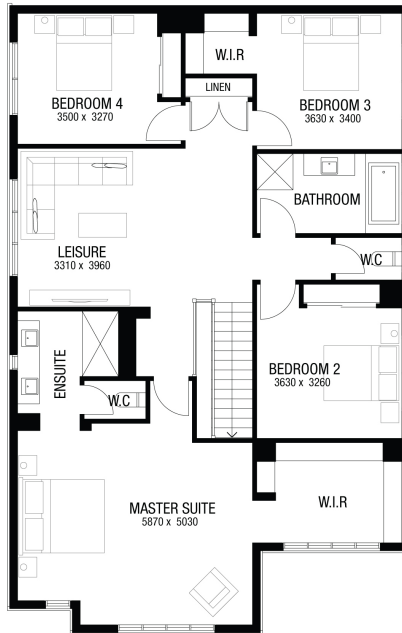 W.I.R
BEDROOM 4
3500 x 3270
LINEN
BEDROOM 3
3630 x 3400
BATHROOM
LEISURE
3310 x 3960
W.C
ENSUITE
BEDROOM 2
3630 x 3260
W.C
MASTER SUITE
5870 x 5030
W.I.R